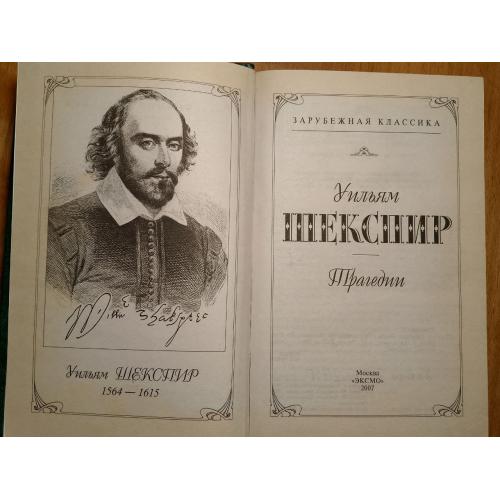 Уильям ШЕКСПИР
1564 — 1615
ЗАРУБЕЖНАЯ КЛАССИКА
Уильям
ШЕКСПИР
Трагедии
Москва
«ЭКСМО»
2007